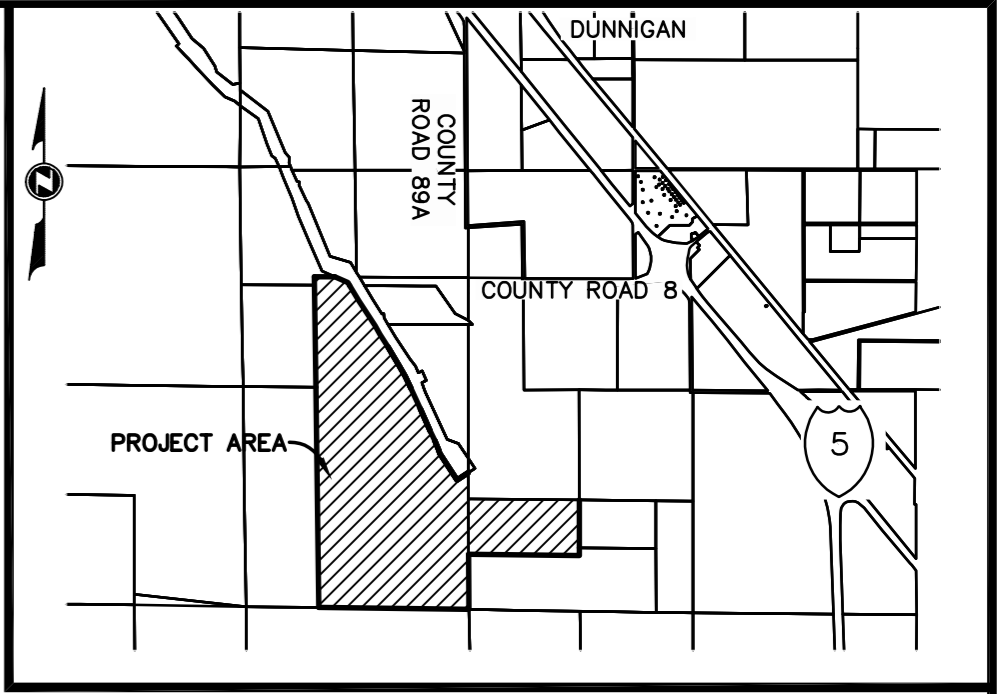 DUNNIGAN
COUNTY
ROAD 89A
N
COUNTY ROAD 8
PROJECT AREA
5